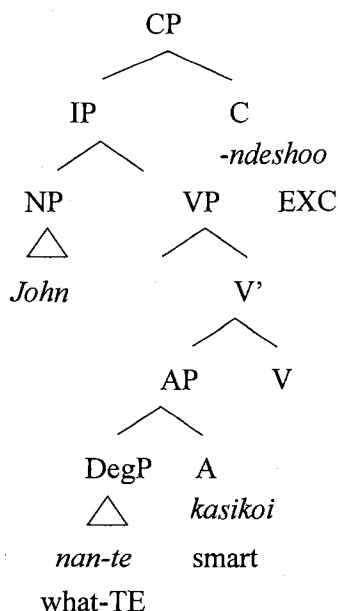 CP
IP C
-ndeshoo
NP VP EXC
John V'
AP V
DegP A
kasikoi
nan-te smart
what-TE